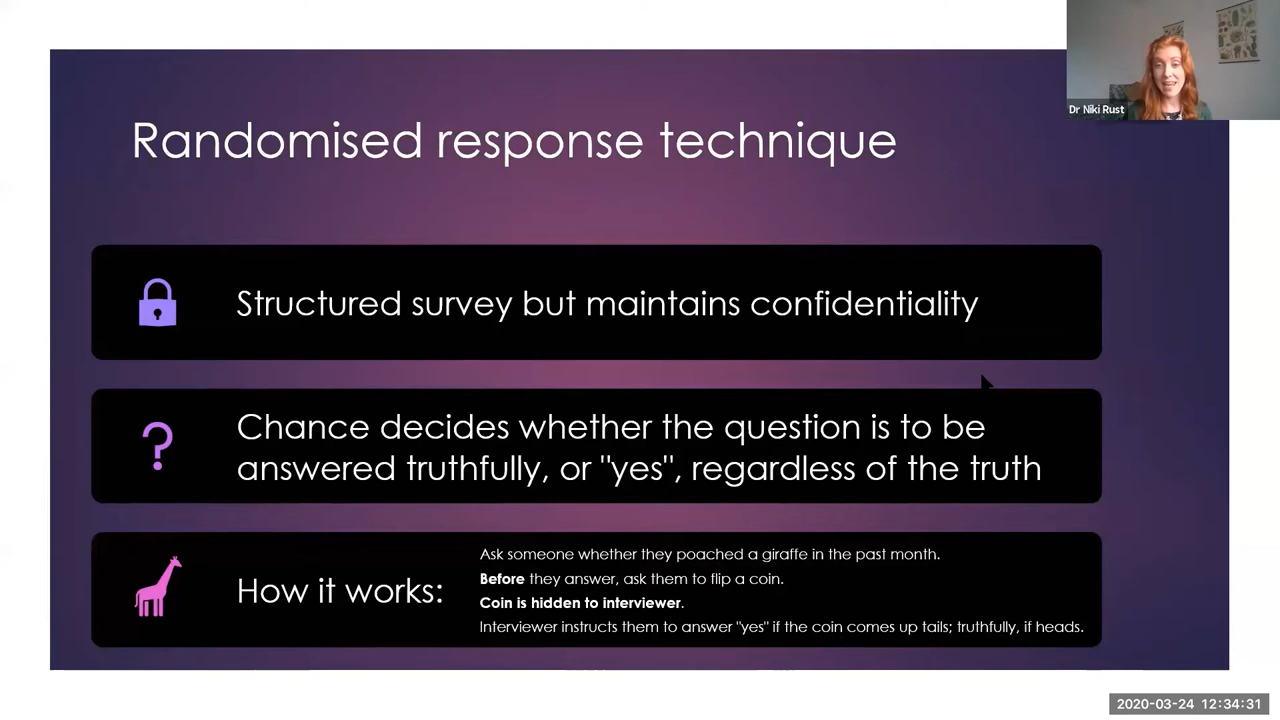 Dr Niki Rust
Randomised response technique
Structured survey but maintains confidentiality
Chance decides whether the question is to be
answered truthfully, or "yes", regardless of the truth
How it works:
Ask someone whether they poached a giraffe in the past month.
Before they answer, ask them to flip a coin.
Coin is hidden to interviewer.
Interviewer instructs them to answer "yes" if the coin comes up tails; truthfully, if heads.
2020-03-24 12:34:31